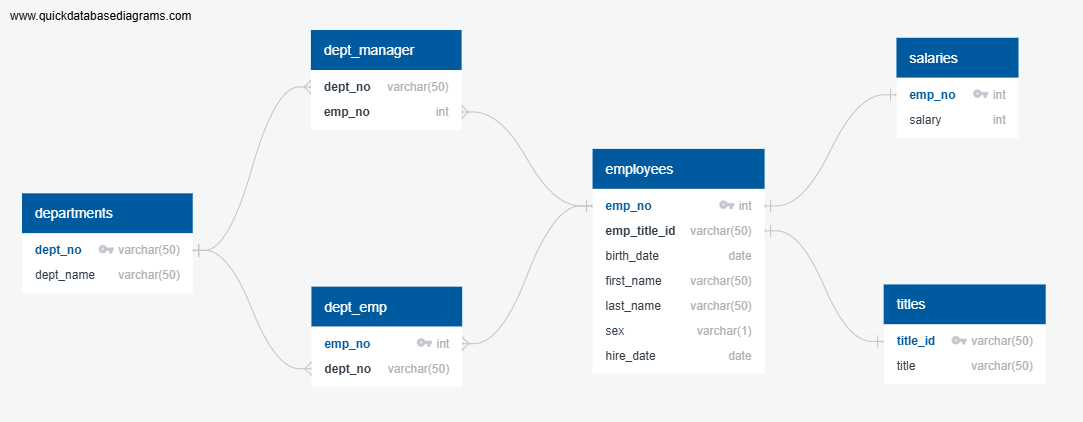 www.quickdatabasediagrams.com
dept_manager
dept_no varchar(50)
emp_no int
departments
dept_no varchar(50)
dept_name varchar(50)
dept_emp
emp_no int
dept_no varchar(50)
employees
emp_no int
emp_title_id varchar(50)
birth_date date
first_name varchar(50)
last_name varchar(50)
sex varchar(1)
hire_date date
salaries
emp_no int
salary int
titles
title_id varchar(50)
title varchar(50)